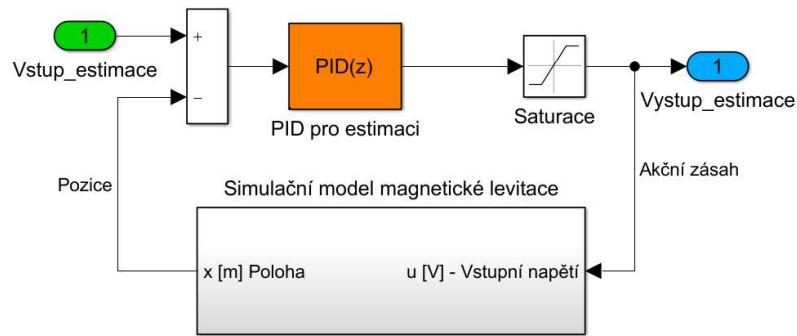 1
Vstup_estimace
+
−
PID(z)
PID pro estimaci
Saturace
1
Vystup_estimace
Pozice
Akční zásah
Simulační model magnetické levitace
x [m] Poloha
u [V] - Vstupní napětí